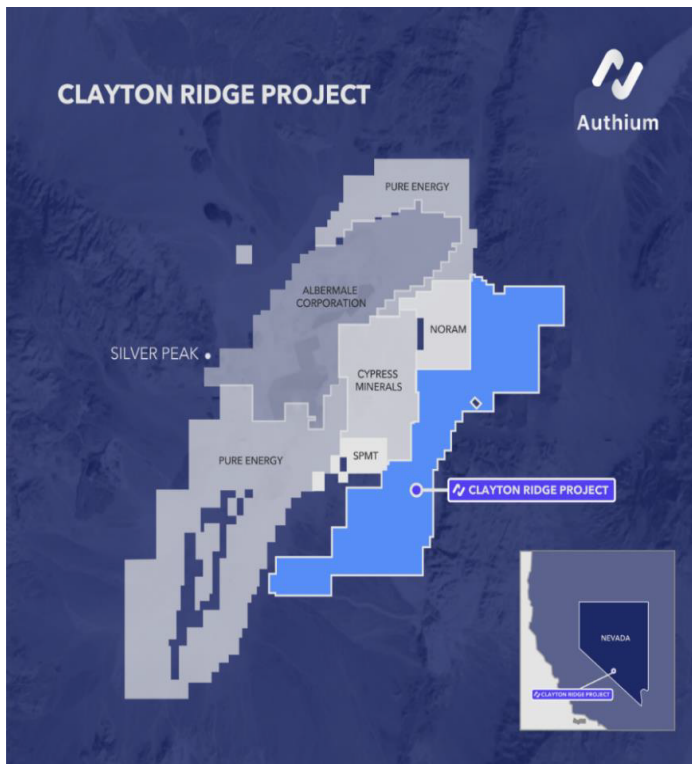 CLAYTON RIDGE PROJECT
Authium
PURE ENERGY
ALBERMALE
CORPORATION
NORAM
SILVER PEAK
CYPRESS
MINERALS
SPMT
PURE ENERGY
CLAYTON RIDGE PROJECT
NEVADA
CLAYTON RIDGE PROJECT